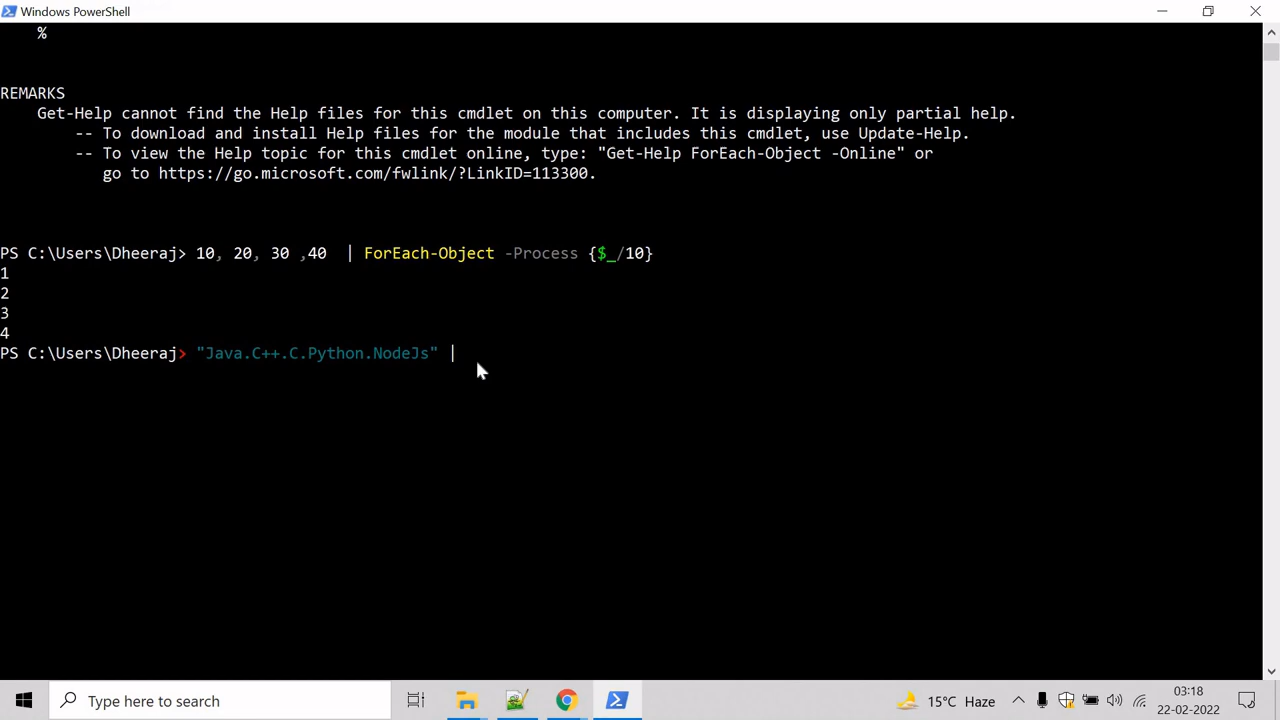 Windows PowerShell
%
REMARKS
Get-Help cannot find the Help files for this cmdlet on this computer. It is displaying only partial help.
-- To download and install Help files for the module that includes this cmdlet, use Update-Help.
-- To view the Help topic for this cmdlet online, type: "Get-Help ForEach-Object -Online" or
go to https://go.microsoft.com/fwlink/?LinkID=113300.
PS C:\Users\Dheeraj> 10, 20, 30 ,40  | ForEach-Object -Process {$_/10}
1
2
3
4
PS C:\Users\Dheeraj> "Java.C++.C.Python.NodeJs" |
Type here to search
15°C Haze
03:18
22-02-2022